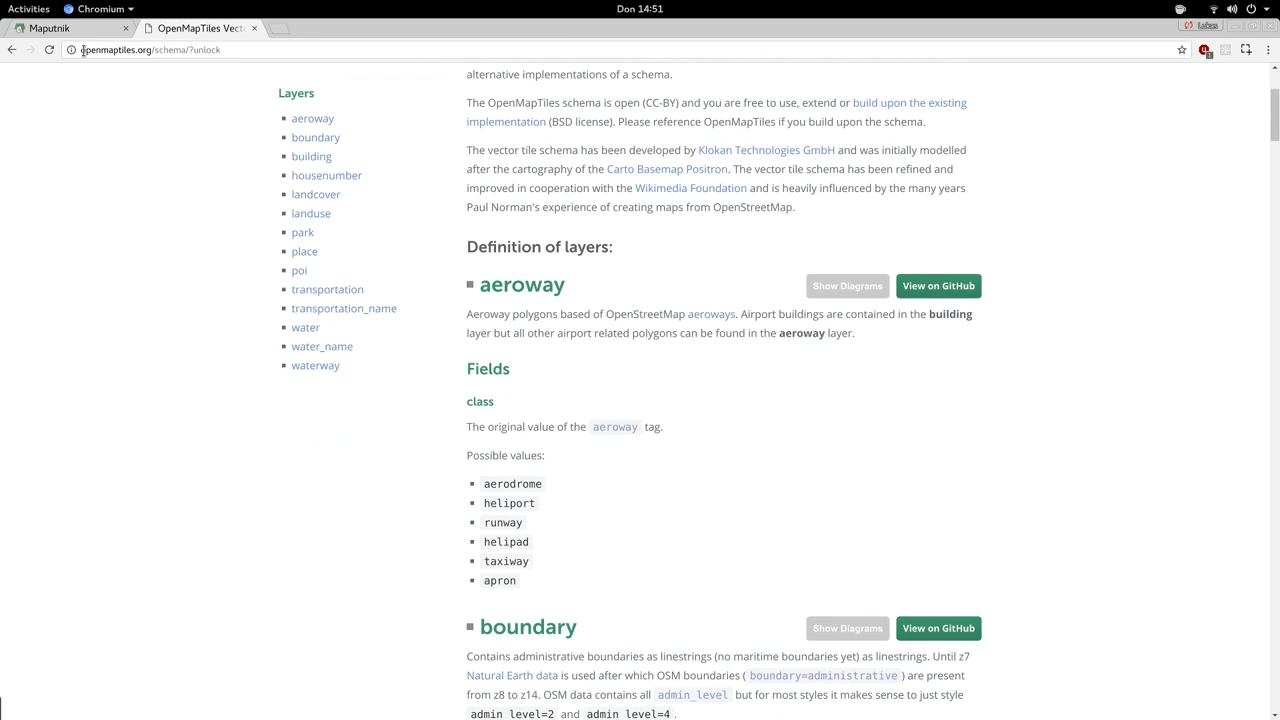 Activities Chromium Don 14:51
Maputnik × OpenMapTiles Vect ×
openmaptiles.org/schema/?unlock
Layers
aeroway
boundary
building
housenumber
landcover
landuse
park
place
poi
transportation
transportation_name
water
water_name
waterway
alternative implementations of a schema.
The OpenMapTiles schema is open (CC-BY) and you are free to use, extend or build upon the existing
implementation (BSD license). Please reference OpenMapTiles if you build upon the schema.
The vector tile schema has been developed by Klokan Technologies GmbH and was initially modelled
after the cartography of the Carto Basemap Positron. The vector tile schema has been refined and
improved in cooperation with the Wikimedia Foundation and is heavily influenced by the many years
Paul Norman's experience of creating maps from OpenStreetMap.
Definition of layers:
aeroway Show Diagrams View on GitHub
Aeroway polygons based of OpenStreetMap aeroways. Airport buildings are contained in the building
layer but all other airport related polygons can be found in the aeroway layer.
Fields
class
The original value of the aeroway tag.
Possible values:
aerodrome
heliport
runway
helipad
taxiway
apron
boundary Show Diagrams View on GitHub
Contains administrative boundaries as linestrings (no maritime boundaries yet) as linestrings. Until z7
Natural Earth data is used after which OSM boundaries ( boundary=administrative ) are present
from z8 to z14. OSM data contains all admin_level but for most styles it makes sense to just style
admin_level=2 and admin_level=4 .